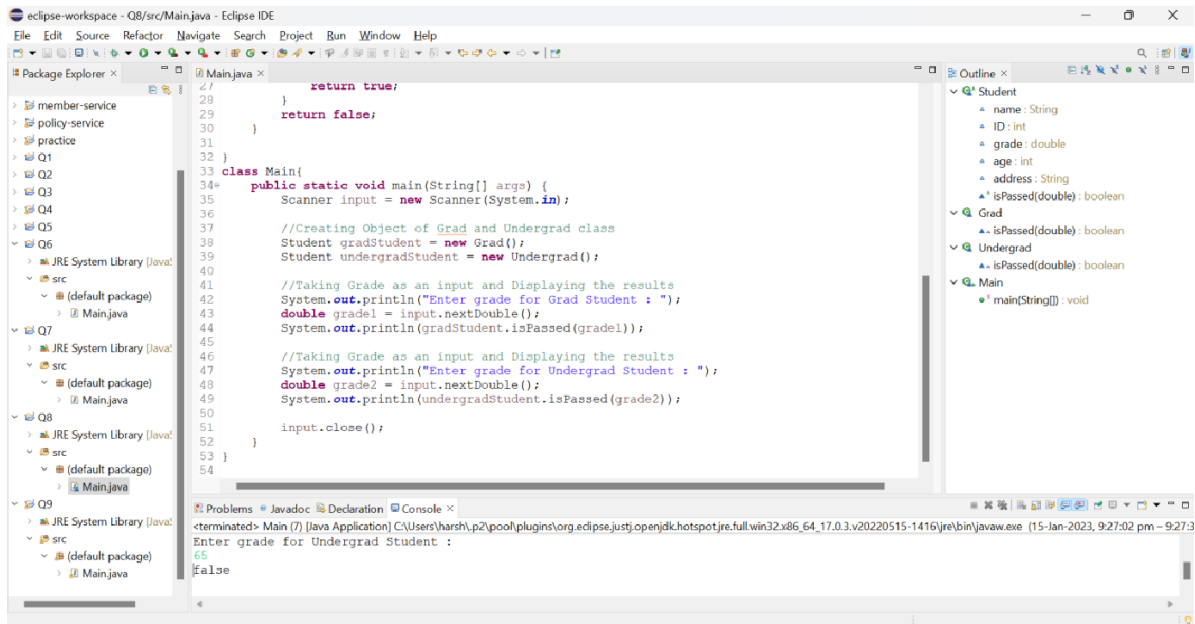 eclipse-workspace - Q8/src/Main.java - Eclipse IDE
File Edit Source Refactor Navigate Search Project Run Window Help
Package Explorer ×
member-service
policy-service
practice
Q1
Q2
Q3
Q4
Q5
Q6
JRE System Library [JavaS
src
(default package)
Main.java
Q7
JRE System Library [JavaS
src
(default package)
Main.java
Q8
JRE System Library [JavaS
src
(default package)
Main.java
Q9
JRE System Library [JavaS
src
(default package)
Main.java
Main.java ×
27 return true;
28 }
29 return false;
30 }
31
32 }
33 class Main{
34 public static void main(String[] args) {
35 Scanner input = new Scanner(System.in);
36
37 //Creating Object of Grad and Undergrad class
38 Student gradStudent = new Grad();
39 Student undergradStudent = new Undergrad();
40
41 //Taking Grade as an input and Displaying the results
42 System.out.println("Enter grade for Grad Student : ");
43 double grade1 = input.nextDouble();
44 System.out.println(gradStudent.isPassed(grade1));
45
46 //Taking Grade as an input and Displaying the results
47 System.out.println("Enter grade for Undergrad Student : ");
48 double grade2 = input.nextDouble();
49 System.out.println(undergradStudent.isPassed(grade2));
50
51 input.close();
52 }
53 }
54
Outline ×
Student
name : String
ID : int
grade : double
age : int
address : String
isPassed(double) : boolean
Grad
isPassed(double) : boolean
Undergrad
isPassed(double) : boolean
Main
main(String[]) : void
Problems Javadoc Declaration Console ×
<terminated> Main (7) [Java Application] C:\Users\harsh\.p2\pool\plugins\org.eclipse.justj.openjdk.hotspot.jre.full.win32.x86_64_17.0.3.v20220515-1416\jre\bin\javaw.exe (15-Jan-2023, 9:27:02 pm – 9:27:3
Enter grade for Undergrad Student :
65
false